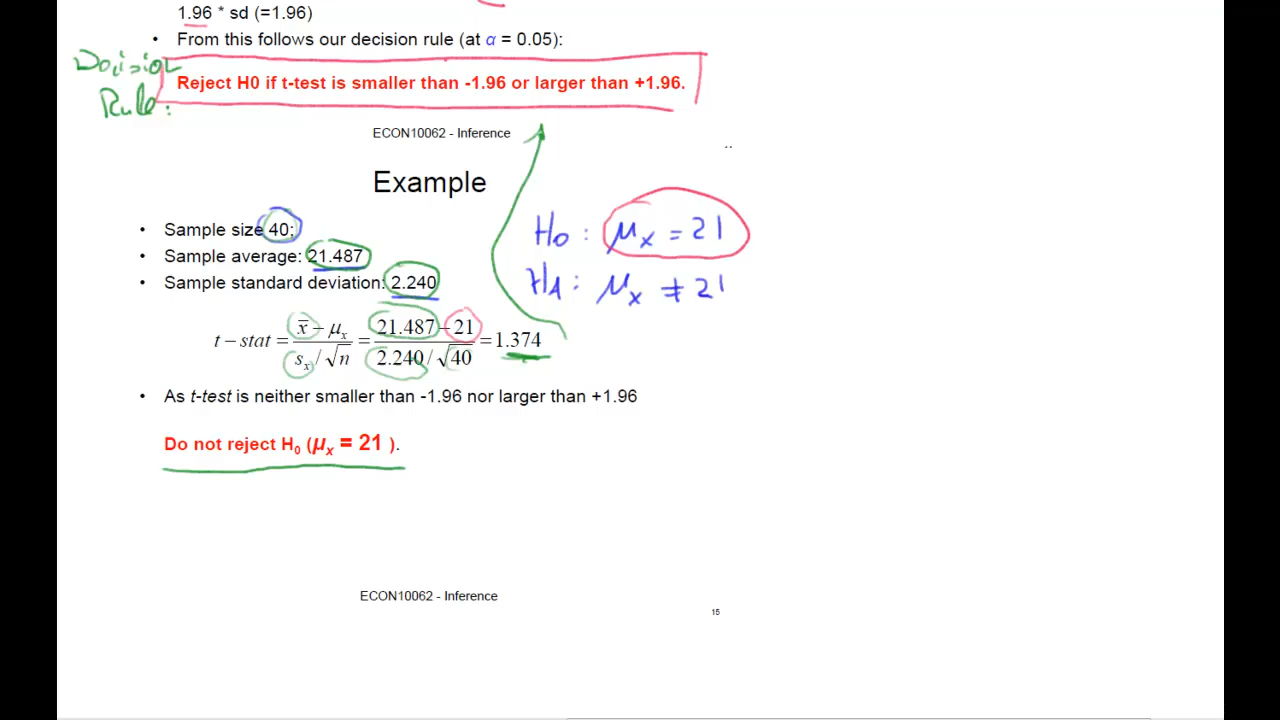 1.96 * sd (=1.96)
• From this follows our decision rule (at α = 0.05):
Decision
Rule:
Reject H0 if t-test is smaller than -1.96 or larger than +1.96.
ECON10062 - Inference
..
Example
• Sample size 40:
• Sample average: 21.487
• Sample standard deviation: 2.240
H0 : μx = 21
HA : μx ≠ 21
t – stat = (x̄ – μx) / (sx / √n) = (21.487 – 21) / (2.240 / √40) = 1.374
• As t-test is neither smaller than -1.96 nor larger than +1.96
Do not reject H0 (μx = 21 ).
ECON10062 - Inference
15